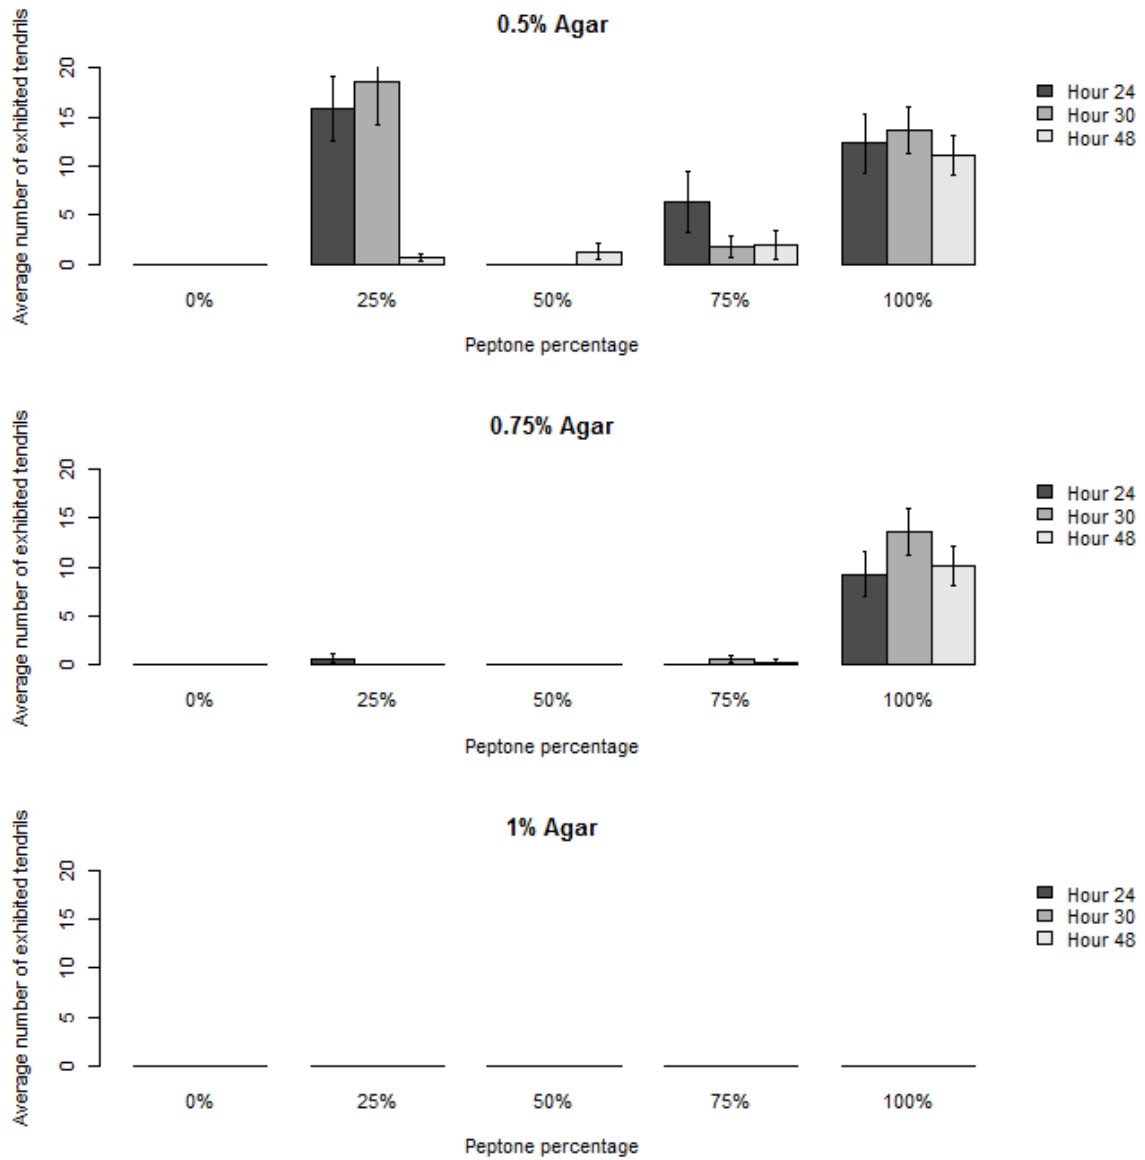 0.5% Agar
Average number of exhibited tendrils
20
15
10
5
0
0% 25% 50% 75% 100%
Peptone percentage
Hour 24
Hour 30
Hour 48
0.75% Agar
Average number of exhibited tendrils
20
15
10
5
0
0% 25% 50% 75% 100%
Peptone percentage
Hour 24
Hour 30
Hour 48
1% Agar
Average number of exhibited tendrils
20
15
10
5
0
0% 25% 50% 75% 100%
Peptone percentage
Hour 24
Hour 30
Hour 48